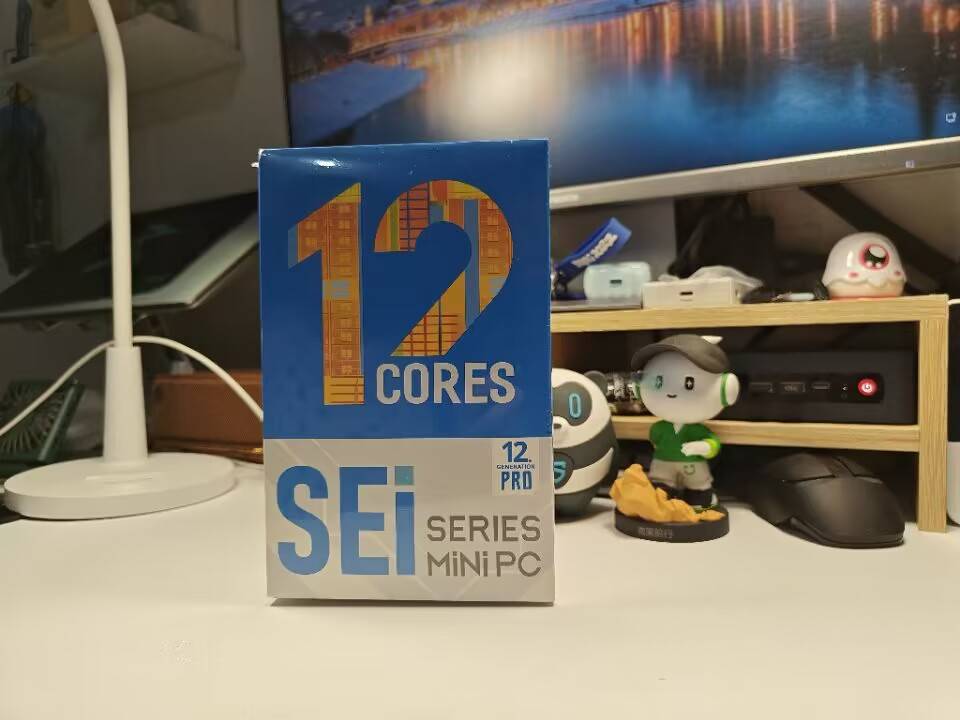 12
CORES
12.
GENERATION
PRO
SEi
SERIES
MiNi PC